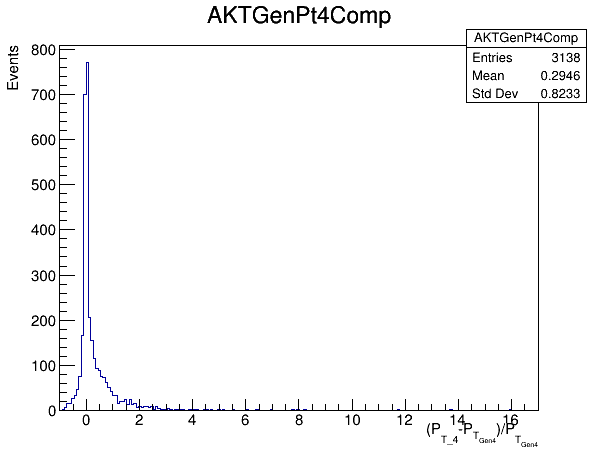 AKTGenPt4Comp
AKTGenPt4Comp
Entries 3138
Mean 0.2946
Std Dev 0.8233
Events
800
700
600
500
400
300
200
100
0
0 2 4 6 8 10 12 14 16
(P_T_4-P_T_Gen4)/P_T_Gen4